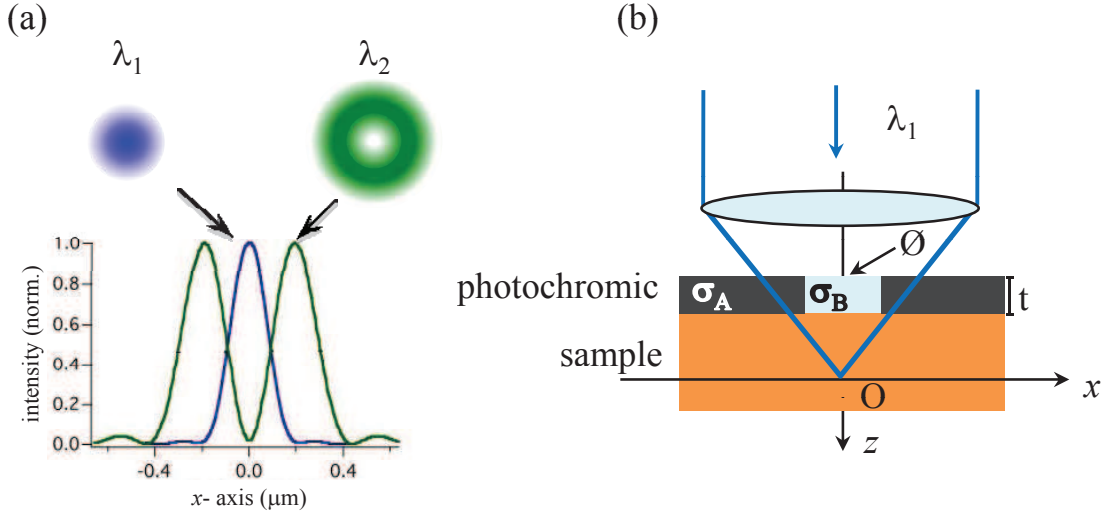 (a)
λ₁
λ₂
intensity (norm.)
1.0
0.8
0.6
0.4
0.2
0.0
-0.4
0.0
0.4
x- axis (μm)
(b)
λ₁
Ø
photochromic
σA
σB
t
sample
O
x
z